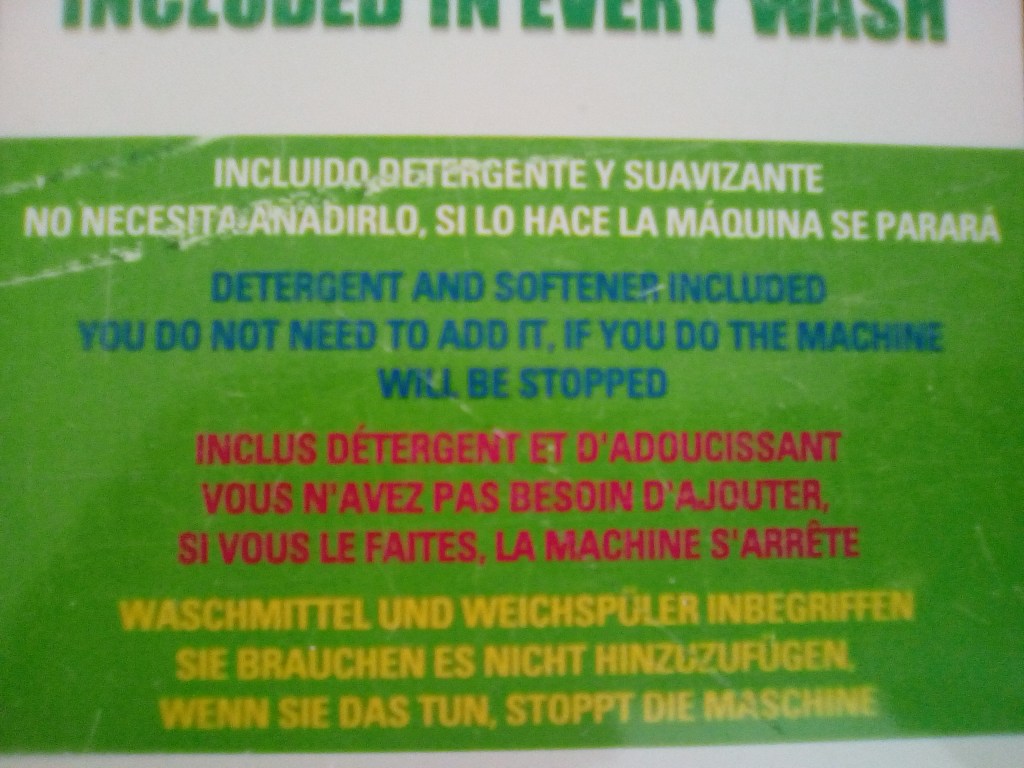 INCLUDED IN EVERY WASH
INCLUIDO DETERGENTE Y SUAVIZANTE
NO NECESITA AÑADIRLO, SI LO HACE LA MÁQUINA SE PARARÁ
DETERGENT AND SOFTENER INCLUDED
YOU DO NOT NEED TO ADD IT, IF YOU DO THE MACHINE
WILL BE STOPPED
INCLUS DÉTERGENT ET D'ADOUCISSANT
VOUS N'AVEZ PAS BESOIN D'AJOUTER,
SI VOUS LE FAITES, LA MACHINE S'ARRÊTE
WASCHMITTEL UND WEICHSPÜLER INBEGRIFFEN
SIE BRAUCHEN ES NICHT HINZUZUFÜGEN,
WENN SIE DAS TUN, STOPPT DIE MASCHINE